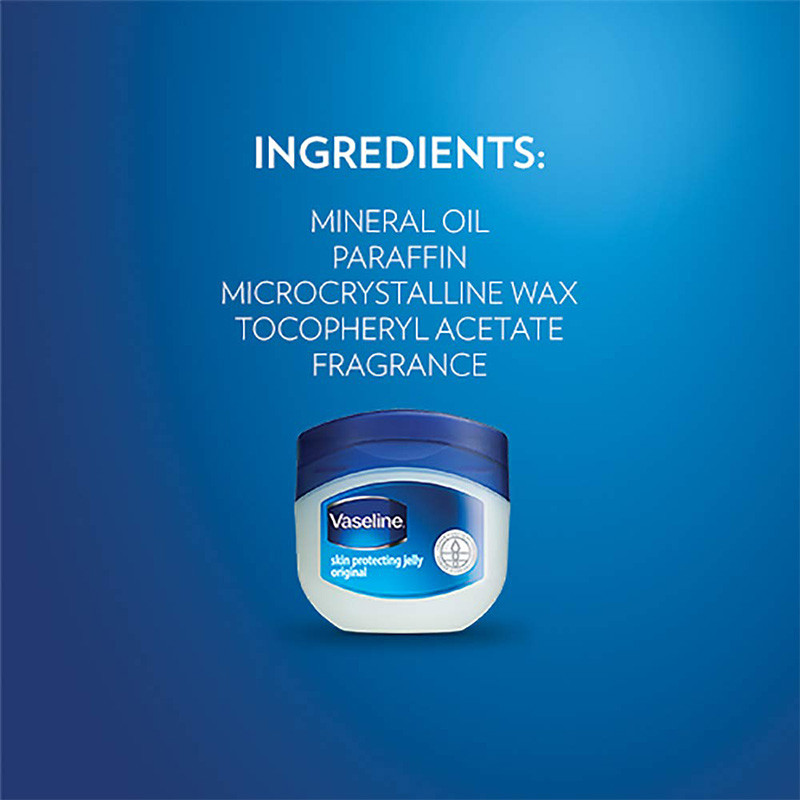 INGREDIENTS:
MINERAL OIL
PARAFFIN
MICROCRYSTALLINE WAX
TOCOPHERYL ACETATE
FRAGRANCE
Vaseline
skin protecting jelly
original